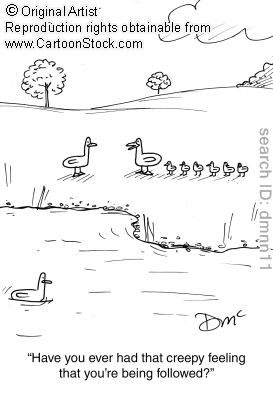 © Original Artist
Reproduction rights obtainable from
www.CartoonStock.com
search ID: dmnn11
DMc
“Have you ever had that creepy feeling
that you’re being followed?”